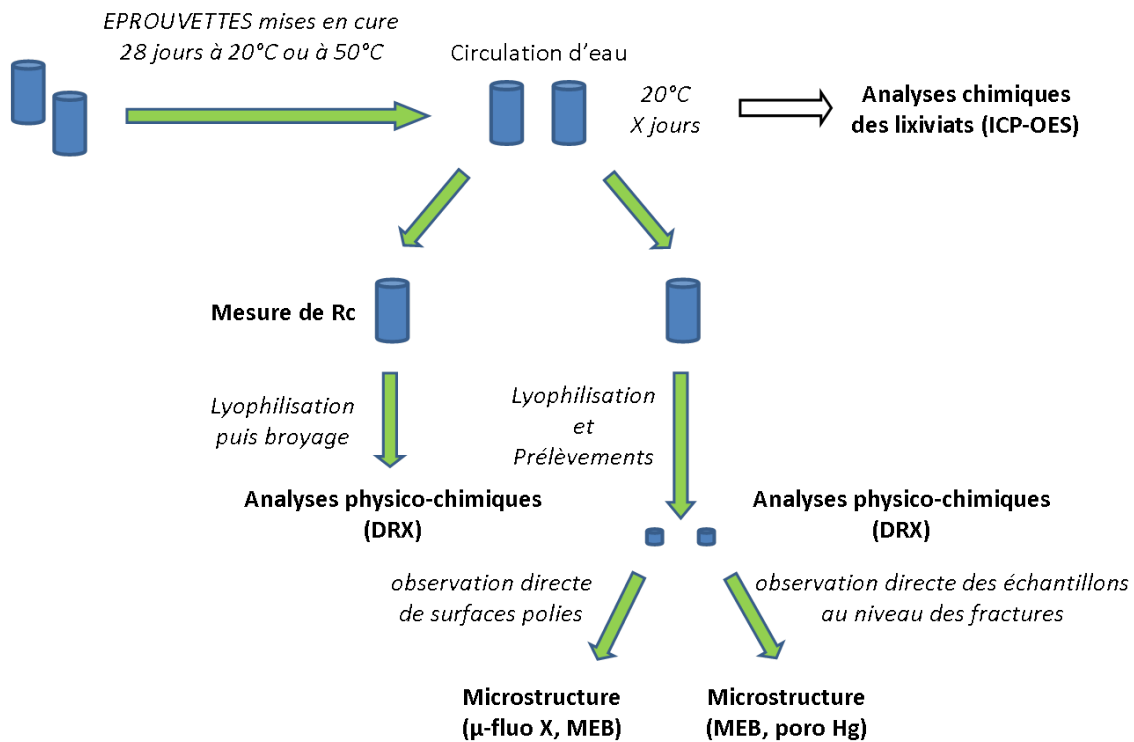 EPROUVETTES mises en cure
28 jours à 20°C ou à 50°C
Circulation d'eau
20°C
X jours
Analyses chimiques
des lixiviats (ICP-OES)
Mesure de Rc
Lyophilisation
puis broyage
Lyophilisation
et
Prélèvements
Analyses physico-chimiques
(DRX)
Analyses physico-chimiques
(DRX)
observation directe
de surfaces polies
observation directe des échantillons
au niveau des fractures
Microstructure
(µ-fluo X, MEB)
Microstructure
(MEB, poro Hg)